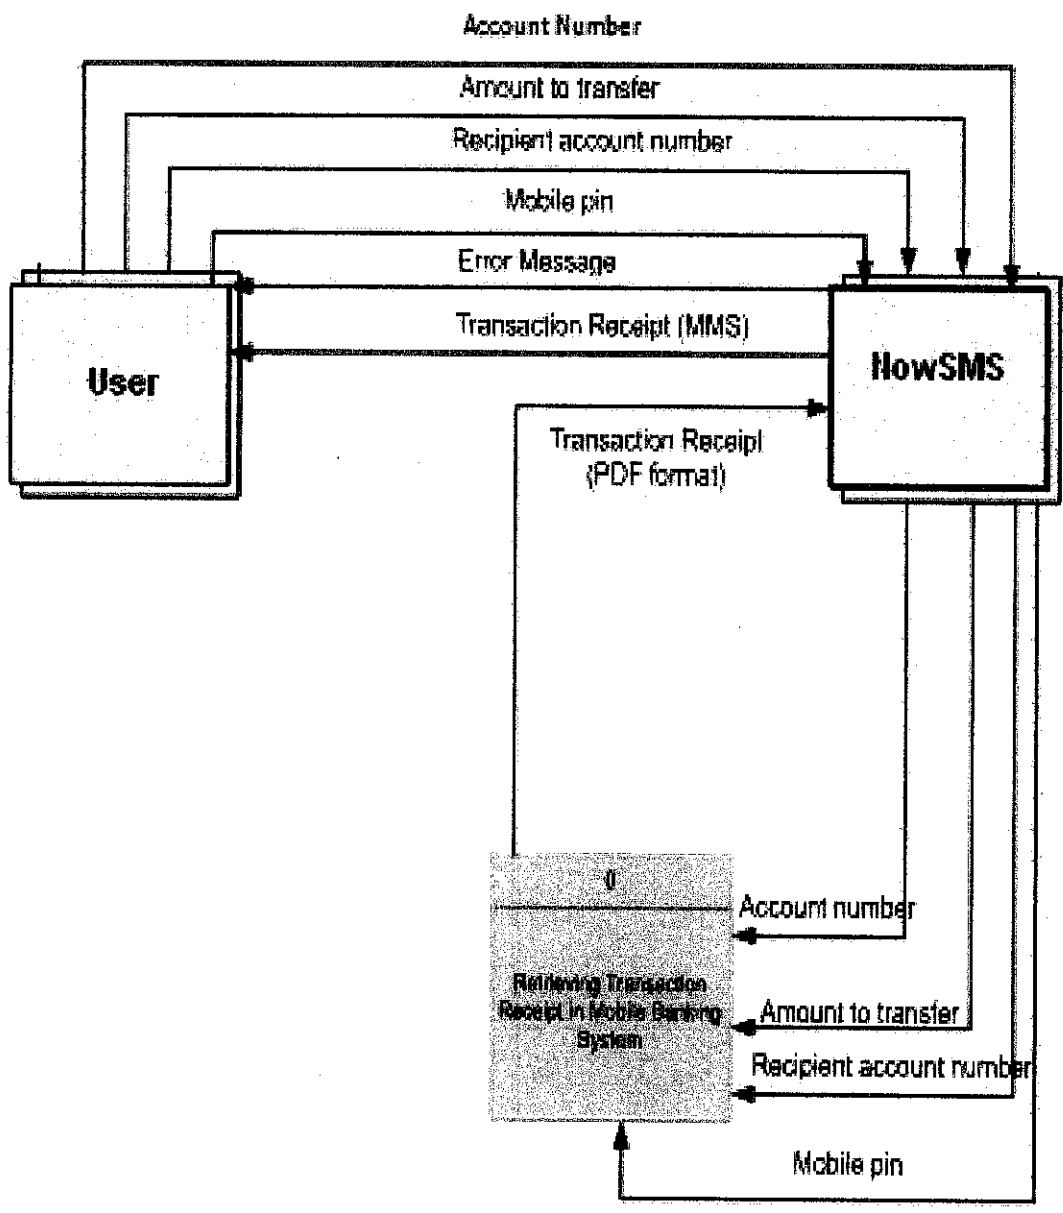 Account Number
Amount to transfer
Recipient account number
Mobile pin
Error Message
Transaction Receipt (MMS)
User
NowSMS
Transaction Receipt
(PDF format)
0
Account number
Retrieving Transaction
Receipt in Mobile Banking
System
Amount to transfer
Recipient account number
Mobile pin